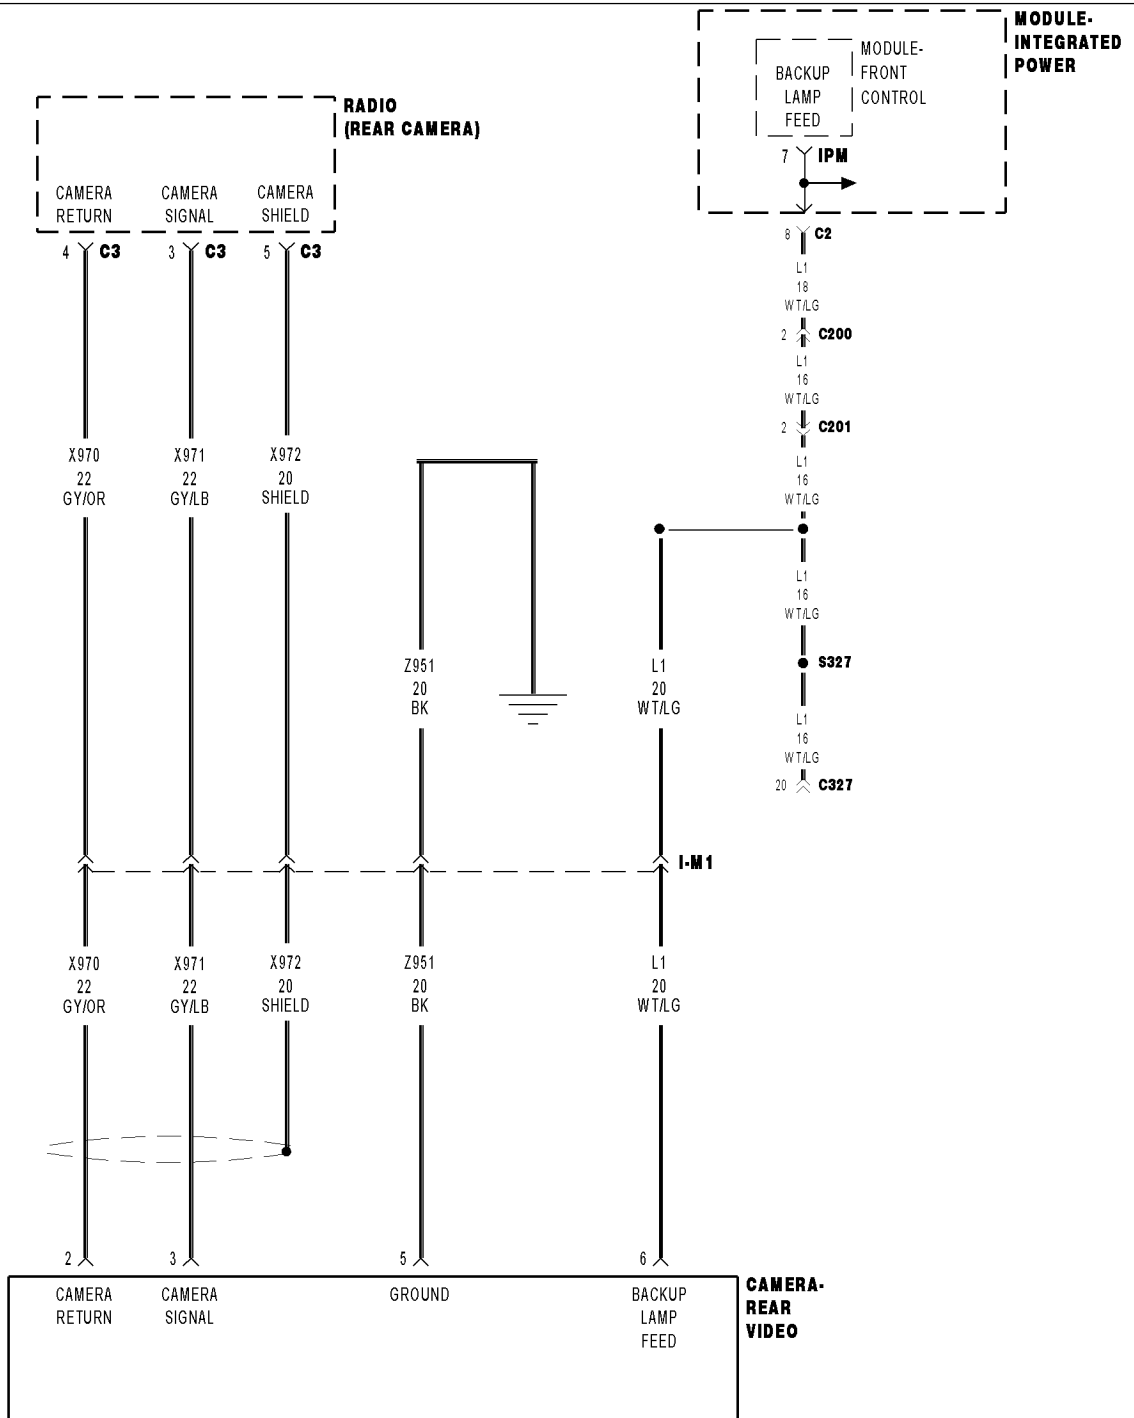 MODULE-
INTEGRATED
POWER
MODULE-
FRONT
CONTROL
BACKUP
LAMP
FEED
7 IPM
RADIO
(REAR CAMERA)
CAMERA
RETURN
CAMERA
SIGNAL
CAMERA
SHIELD
4 C3
3 C3
5 C3
8 C2
L1
18
WT/LG
2 C200
L1
16
WT/LG
2 C201
L1
16
WT/LG
X970
22
GY/OR
X971
22
GY/LB
X972
20
SHIELD
L1
16
WT/LG
S327
Z951
20
BK
L1
20
WT/LG
L1
16
WT/LG
20 C327
I-M1
X970
22
GY/OR
X971
22
GY/LB
X972
20
SHIELD
Z951
20
BK
L1
20
WT/LG
2
3
5
6
CAMERA
RETURN
CAMERA
SIGNAL
GROUND
BACKUP
LAMP
FEED
CAMERA-
REAR
VIDEO